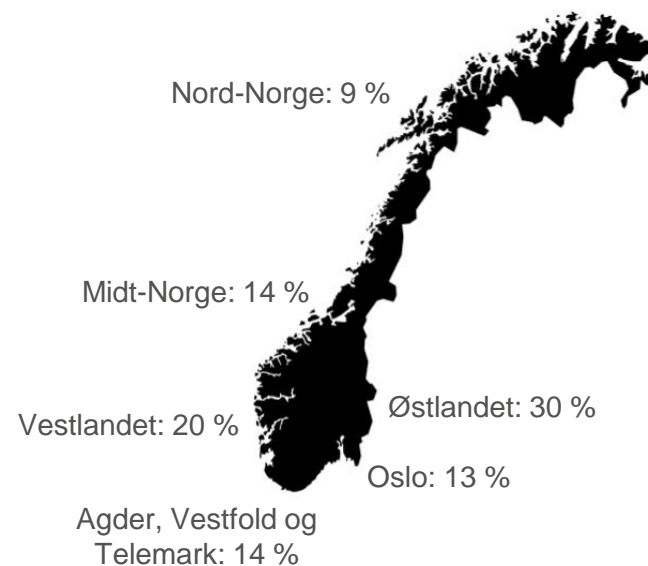 Nord-Norge: 9 %
Midt-Norge: 14 %
Østlandet: 30 %
Vestlandet: 20 %
Oslo: 13 %
Agder, Vestfold og
Telemark: 14 %